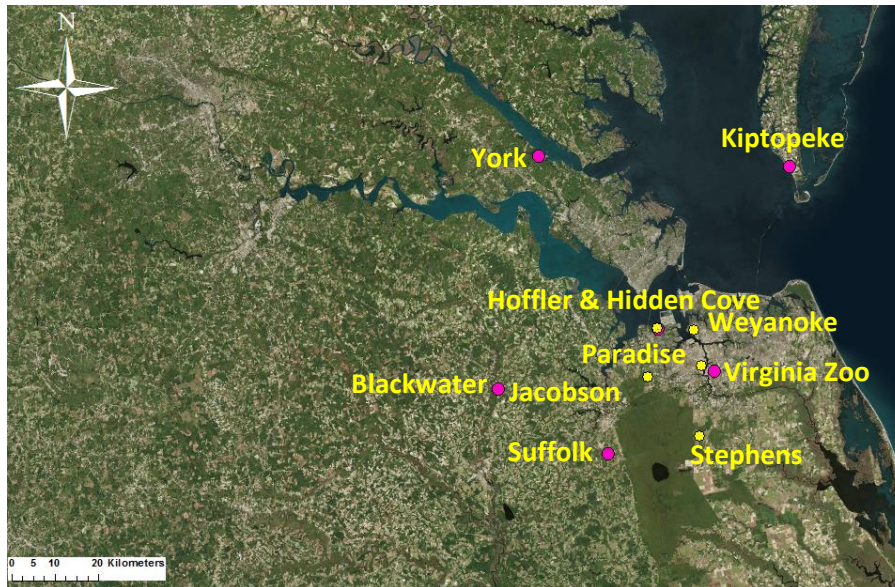 N
York
Kiptopeke
Hoffler & Hidden Cove
Weyanoke
Paradise
Virginia Zoo
Blackwater
Jacobson
Suffolk
Stephens
0 5 10 20 Kilometers